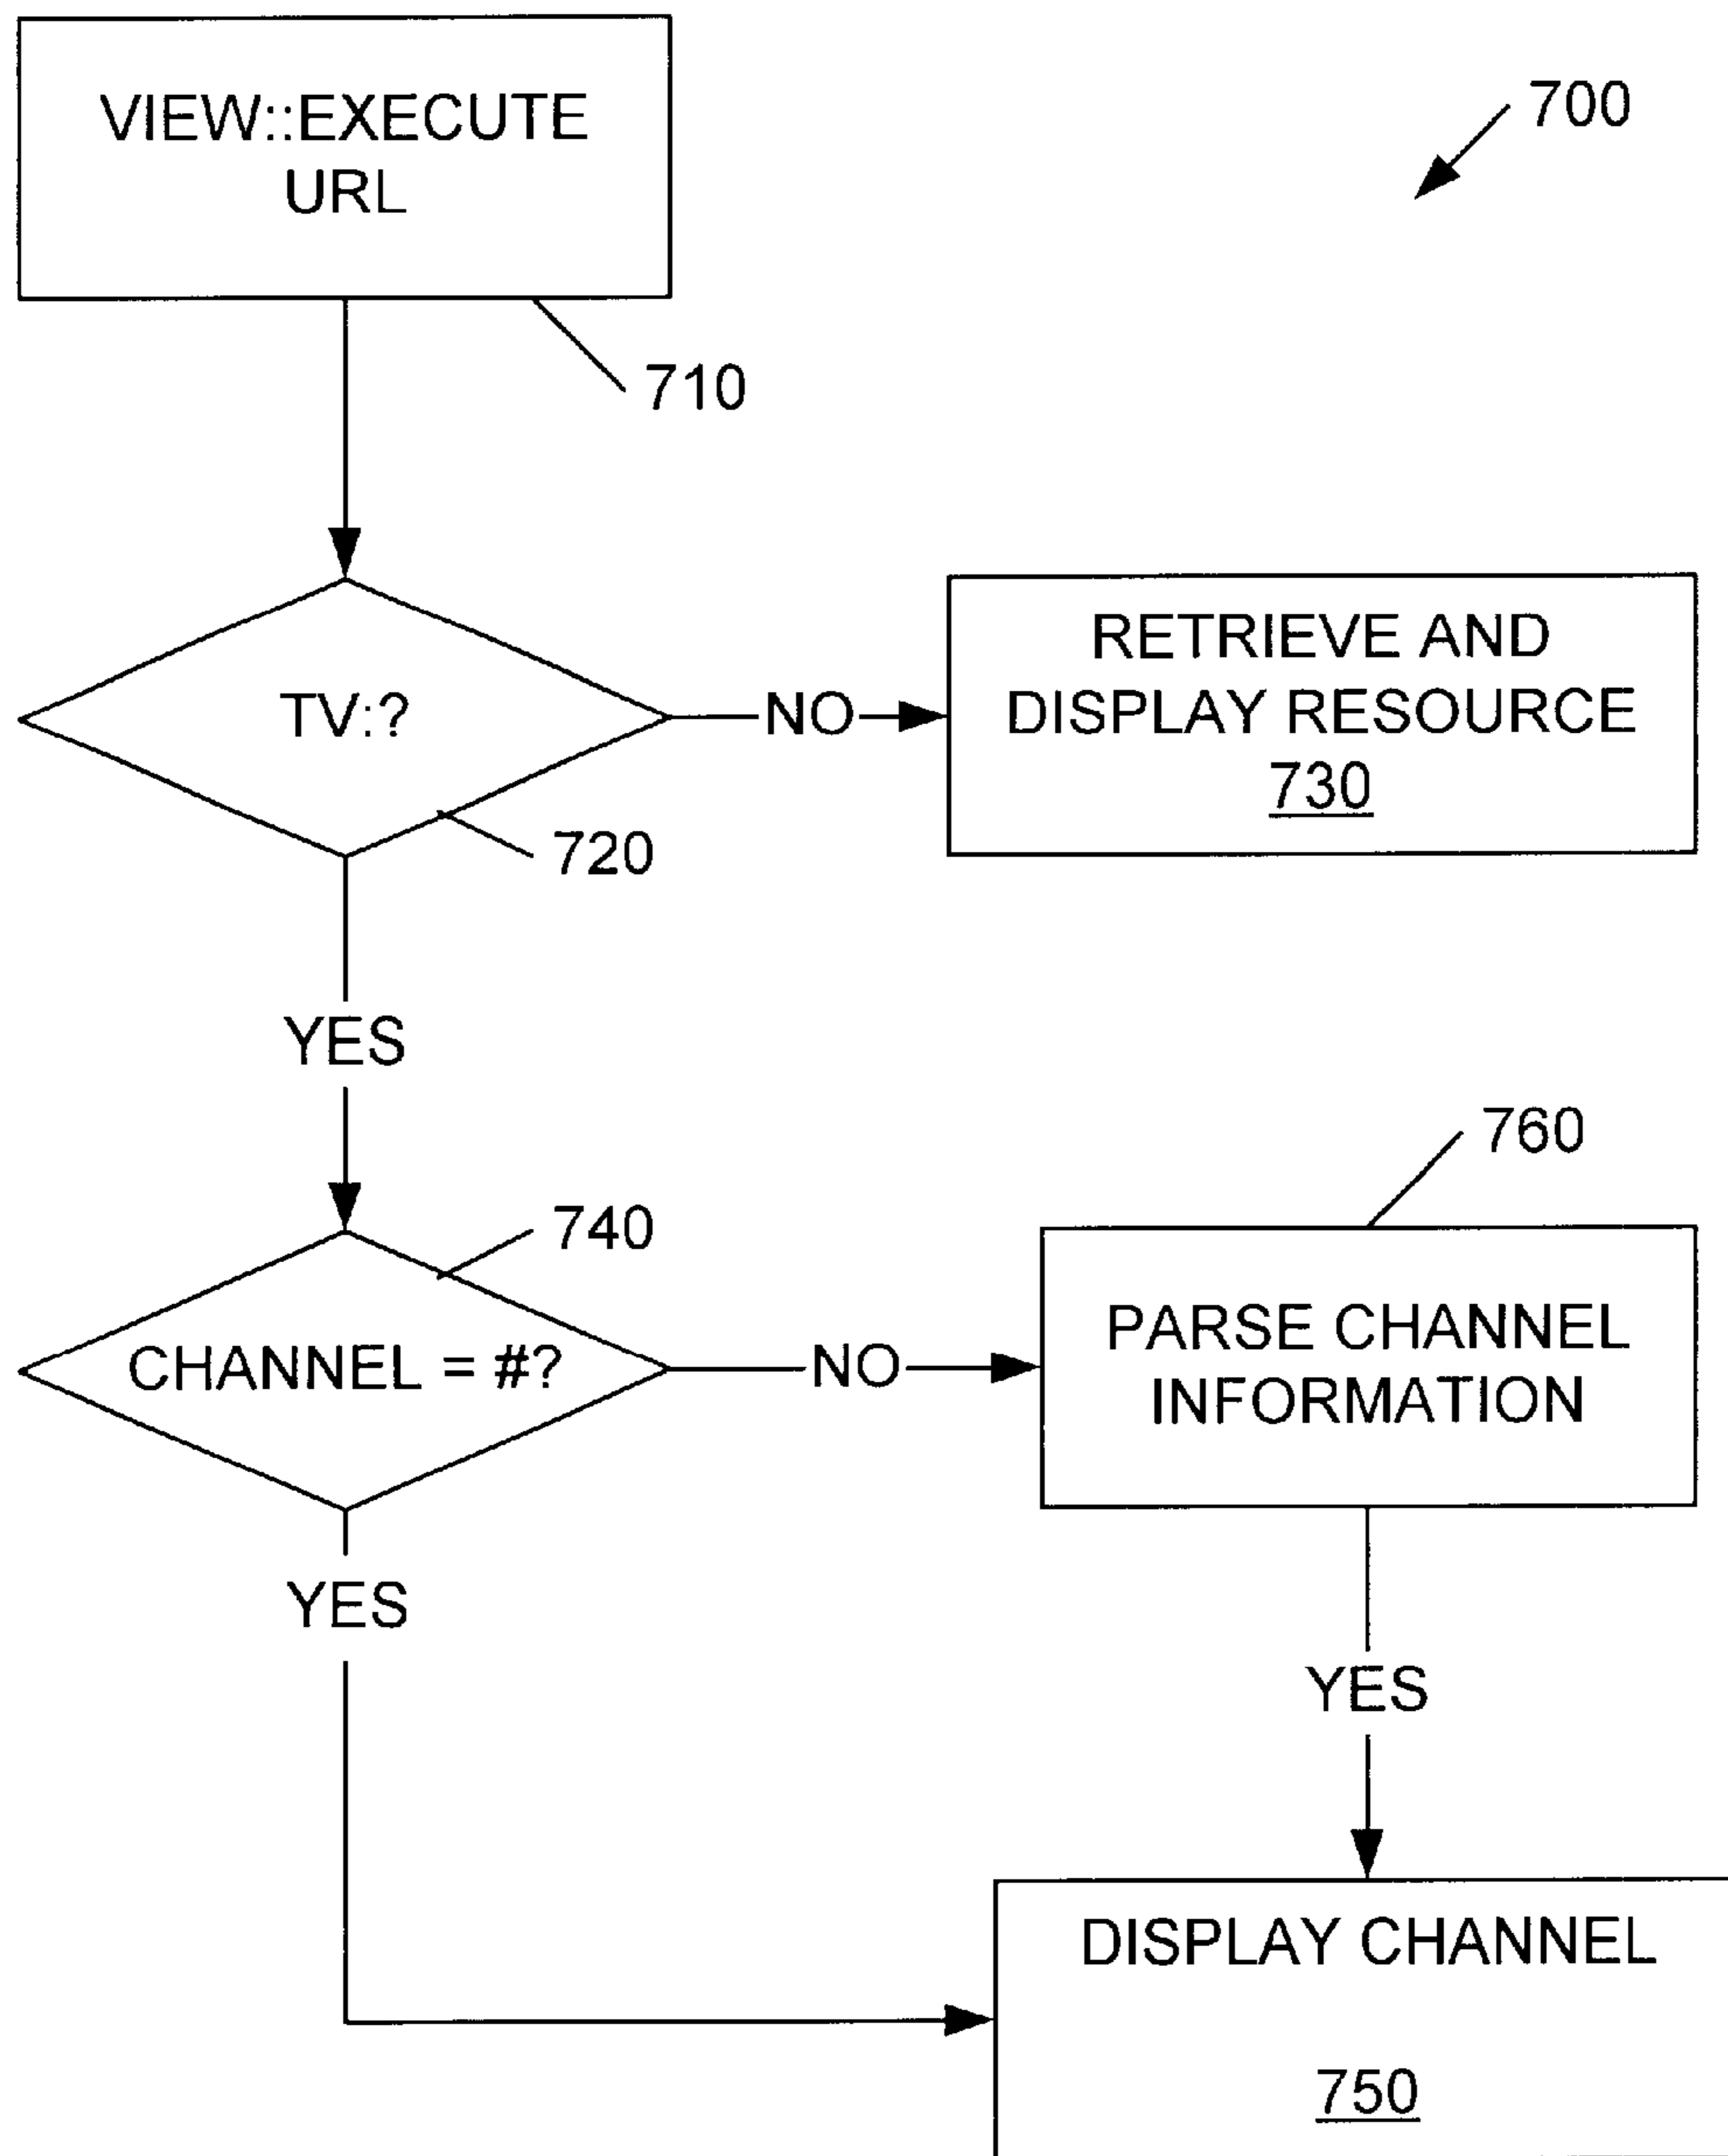 VIEW::EXECUTE
URL
700
710
TV:?
NO
RETRIEVE AND
DISPLAY RESOURCE
730
720
YES
760
740
CHANNEL = #?
NO
PARSE CHANNEL
INFORMATION
YES
YES
DISPLAY CHANNEL
750